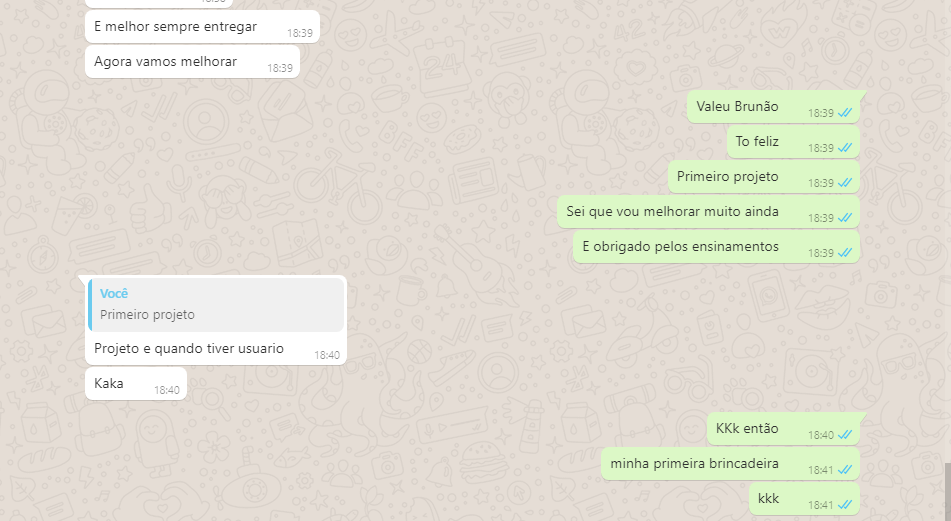 E melhor sempre entregar
18:39
Agora vamos melhorar
18:39
Valeu Brunão
18:39
To feliz
18:39
Primeiro projeto
18:39
Sei que vou melhorar muito ainda
18:39
E obrigado pelos ensinamentos
18:39
Você
Primeiro projeto
Projeto e quando tiver usuario
18:40
Kaka
18:40
KKk então
18:40
minha primeira brincadeira
18:41
kkk
18:41